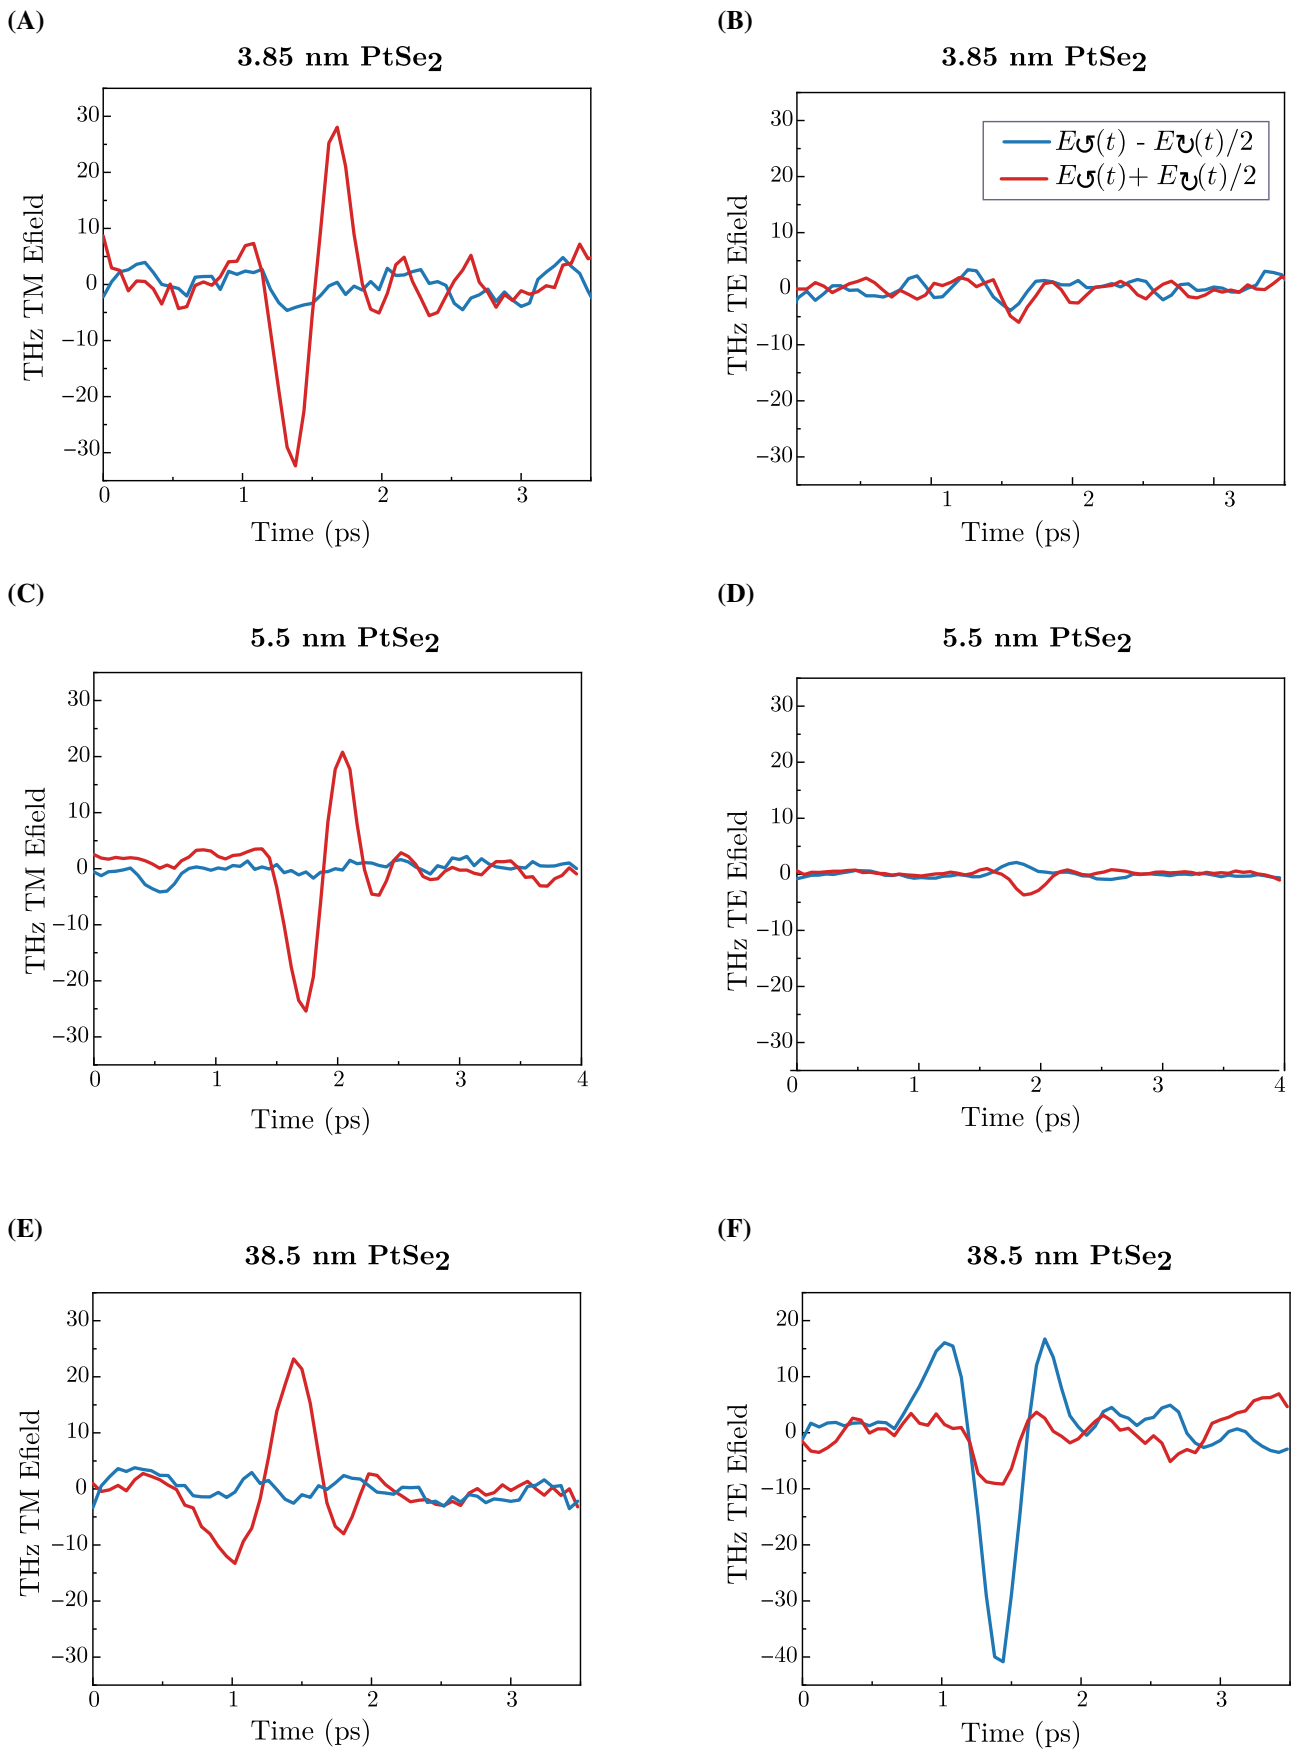 (A)
3.85 nm PtSe2
THz TM Efield
30
20
10
0
−10
−20
−30
0 1 2 3
Time (ps)
(B)
3.85 nm PtSe2
THz TE Efield
30
20
10
0
−10
−20
−30
E↺(t) - E↻(t)/2
E↺(t)+ E↻(t)/2
1 2 3
Time (ps)
(C)
5.5 nm PtSe2
THz TM Efield
30
20
10
0
−10
−20
−30
0 1 2 3 4
Time (ps)
(D)
5.5 nm PtSe2
THz TE Efield
30
20
10
0
−10
−20
−30
0 1 2 3 4
Time (ps)
(E)
38.5 nm PtSe2
THz TM Efield
30
20
10
0
−10
−20
−30
0 1 2 3
Time (ps)
(F)
38.5 nm PtSe2
THz TE Efield
20
10
0
−10
−20
−30
−40
0 1 2 3
Time (ps)